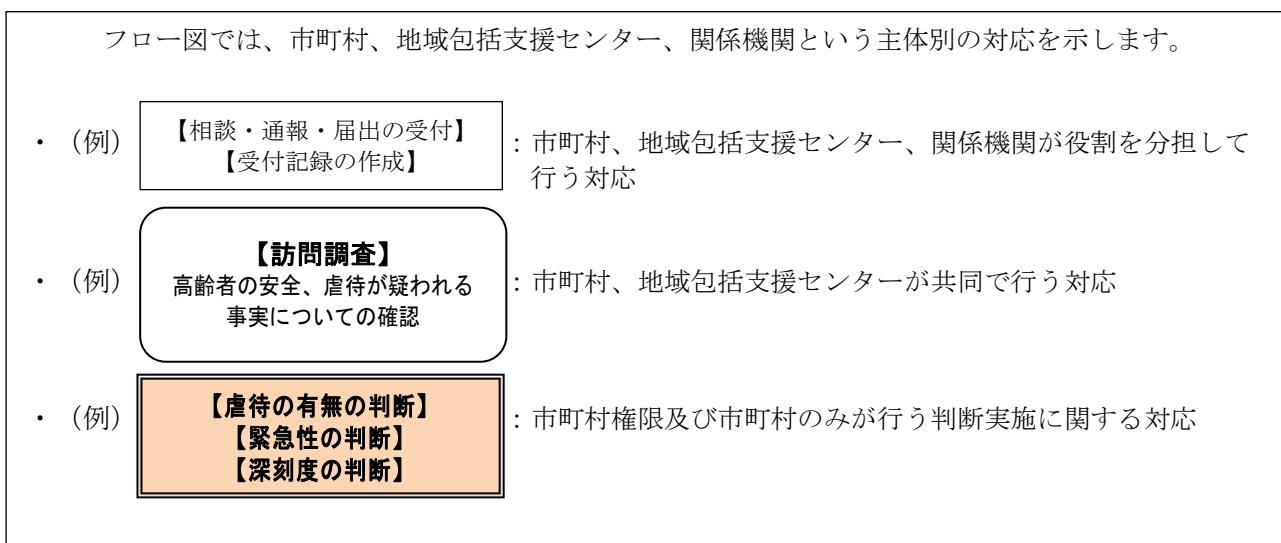 フロー図では、市町村、地域包括支援センター、関係機関という主体別の対応を示します。
・（例）
【相談・通報・届出の受付】
【受付記録の作成】
：市町村、地域包括支援センター、関係機関が役割を分担して
行う対応
・（例）
【訪問調査】
高齢者の安全、虐待が疑われる
事実についての確認
：市町村、地域包括支援センターが共同で行う対応
・（例）
【虐待の有無の判断】
【緊急性の判断】
【深刻度の判断】
：市町村権限及び市町村のみが行う判断実施に関する対応